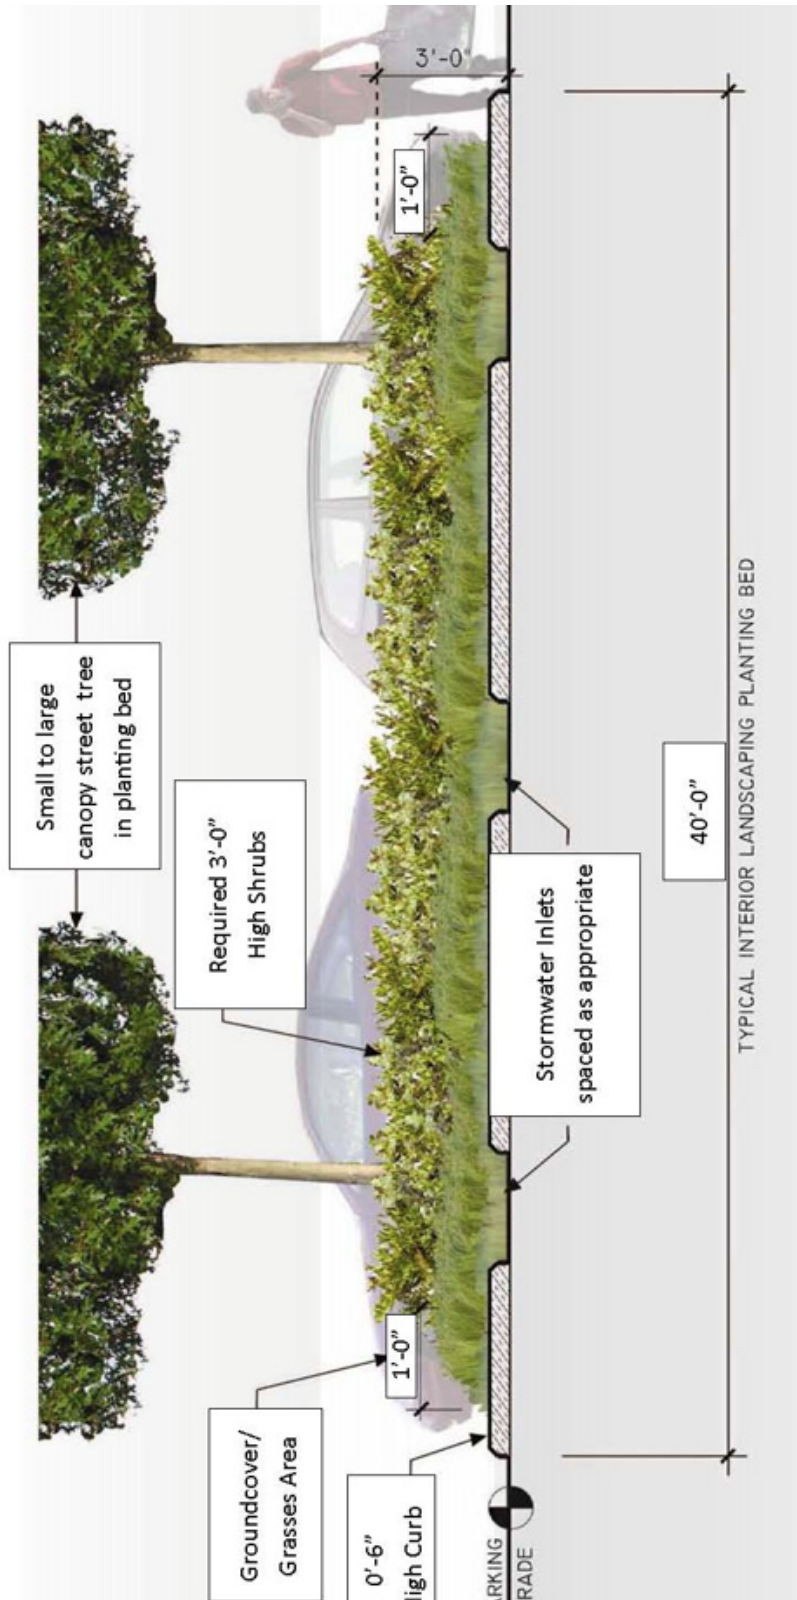 3'-0"
1'-0"
Small to large
canopy street tree
in planting bed
Required 3'-0"
High Shrubs
Stormwater Inlets
spaced as appropriate
40'-0"
TYPICAL INTERIOR LANDSCAPING PLANTING BED
1'-0"
Groundcover/
Grasses Area
0'-6"
Curb